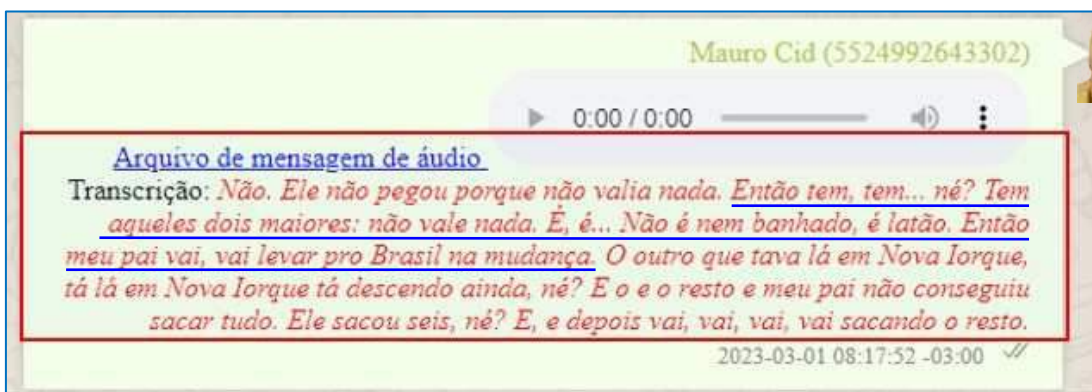 Mauro Cid (5524992643302)
0:00 / 0:00
Arquivo de mensagem de áudio
Transcrição: Não. Ele não pegou porque não valia nada. Então tem, tem... né? Tem
aqueles dois maiores: não vale nada. É, é... Não é nem banhado, é latão. Então
meu pai vai, vai levar pro Brasil na mudança. O outro que tava lá em Nova Iorque,
tá lá em Nova Iorque tá descendo ainda, né? E o e o resto e meu pai não conseguiu
sacar tudo. Ele sacou seis, né? E, e depois vai, vai, vai, vai sacando o resto.
2023-03-01 08:17:52 -03:00